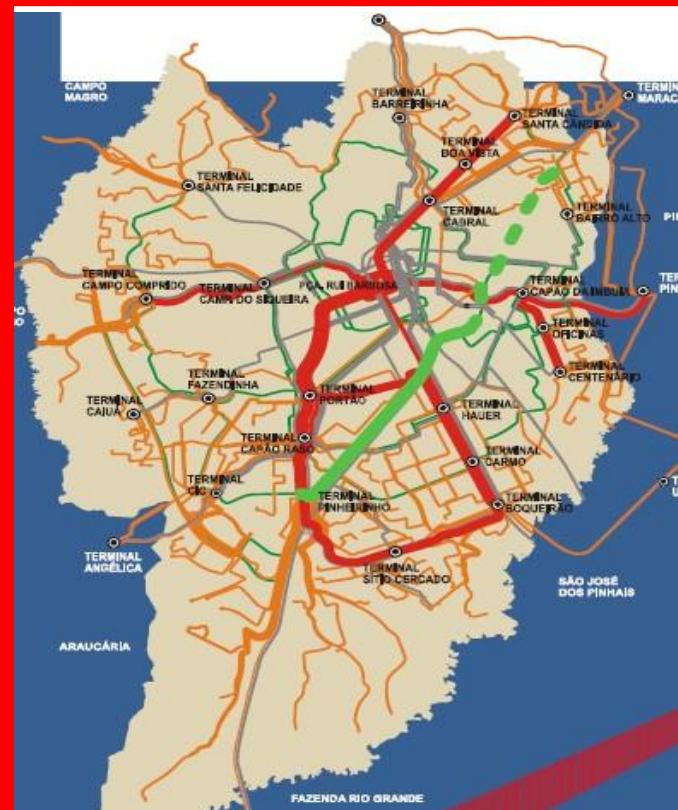 CAMPO
MAGRO
TERMINAL
BARREIRINHA
TERMINAL
SANTA CÂNDIDA
TERMINAL
BOA VISTA
TERMINAL
SANTA FELICIDADE
TERMINAL
CABRAL
TERMINAL
BAIRRO ALTO
TERMINAL
CAMPO COMPRIDO
TERMINAL
CAMP. DO SIQUEIRA
PÇA. RUI BARBOSA
TERMINAL
CAPÃO DA IMBUIA
TERMINAL
OFICINAS
TERMINAL
CENTENÁRIO
TERMINAL
FAZENDINHA
TERMINAL
CAIUÁ
TERMINAL
PORTÃO
TERMINAL
HAUER
TERMINAL
CAPÃO RASO
TERMINAL
CARMO
TERMINAL
CIC
TERMINAL
PINHEIRINHO
TERMINAL
BOQUEIRÃO
TERMINAL
ANGÉLICA
TERMINAL
SÍTIO CERCADO
SÃO JOSÉ
DOS PINHAIS
ARAUCÁRIA
FAZENDA RIO GRANDE